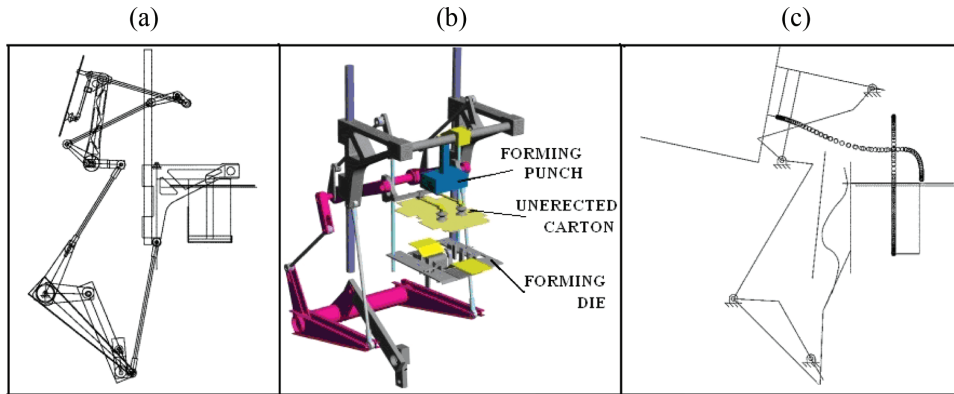 (a) (b) (c)
FORMING
PUNCH
UNERECTED
CARTON
FORMING
DIE